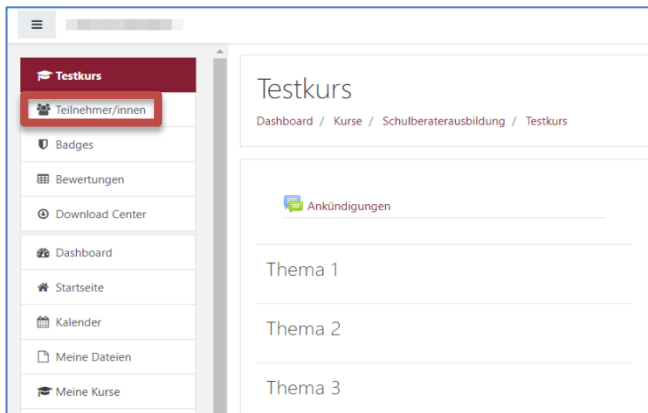 Testkurs
Teilnehmer/innen
Badges
Bewertungen
Download Center
Dashboard
Startseite
Kalender
Meine Dateien
Meine Kurse
Testkurs
Dashboard / Kurse / Schulberaterausbildung / Testkurs
Ankündigungen
Thema 1
Thema 2
Thema 3